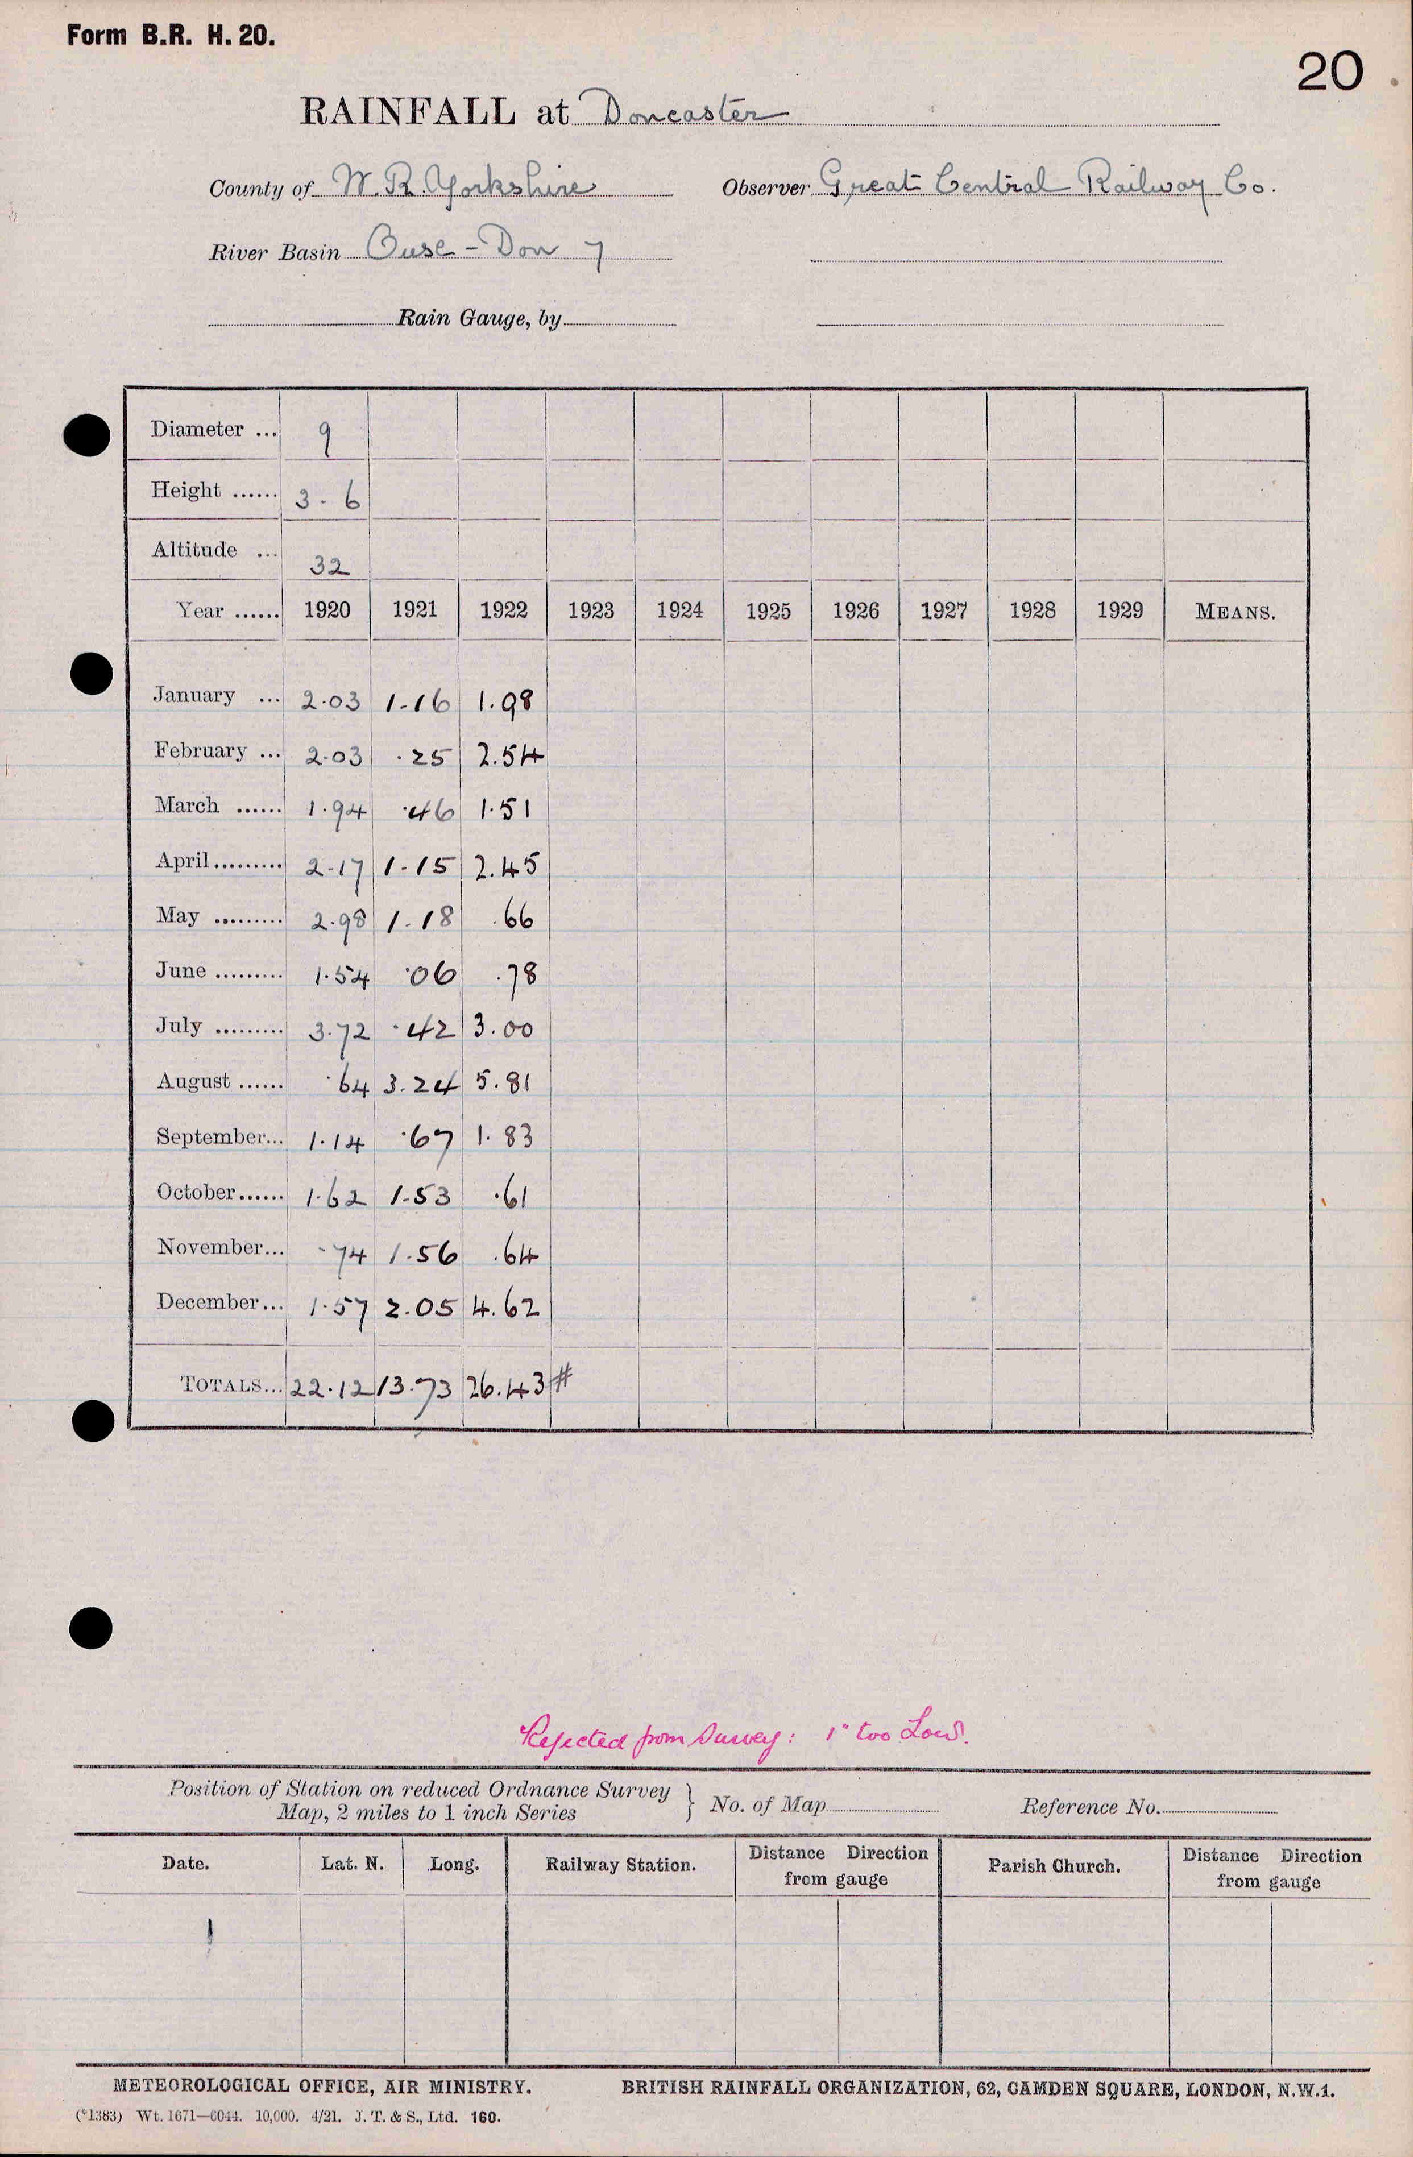 Form B.R. H. 20.
20
RAINFALL at Doncaster
County of W. R. Yorkshire Observer Great Central Railway Co.
River Basin Ouse - Don 7
Rain Gauge, by
Diameter ... 9
Height ...... 3 - 6
Altitude ... 32
Year ...... 1920 1921 1922 1923 1924 1925 1926 1927 1928 1929 MEANS.
January ... 2.03 1.16 1.98
February ... 2.03 .25 2.54
March ...... 1.94 .46 1.51
April......... 2.17 1.15 2.45
May ......... 2.98 1.18 .66
June ......... 1.54 .06 .78
July ......... 3.72 .42 3.00
August ...... .64 3.24 5.81
September... 1.14 .67 1.83
October...... 1.62 1.53 .61
November... .74 1.56 .64
December... 1.57 2.05 4.62
TOTALS... 22.12 13.73 26.43 #
Rejected from Survey: 1" too Low.
Position of Station on reduced Ordnance Survey
Map, 2 miles to 1 inch Series } No. of Map Reference No.
Date. Lat. N. Long. Railway Station. Distance Direction from gauge Parish Church. Distance Direction from gauge
METEOROLOGICAL OFFICE, AIR MINISTRY. BRITISH RAINFALL ORGANIZATION, 62, CAMDEN SQUARE, LONDON, N.W.1.
(*1383) Wt. 1671—6044. 10,000. 4/21. J. T. & S., Ltd. 160.